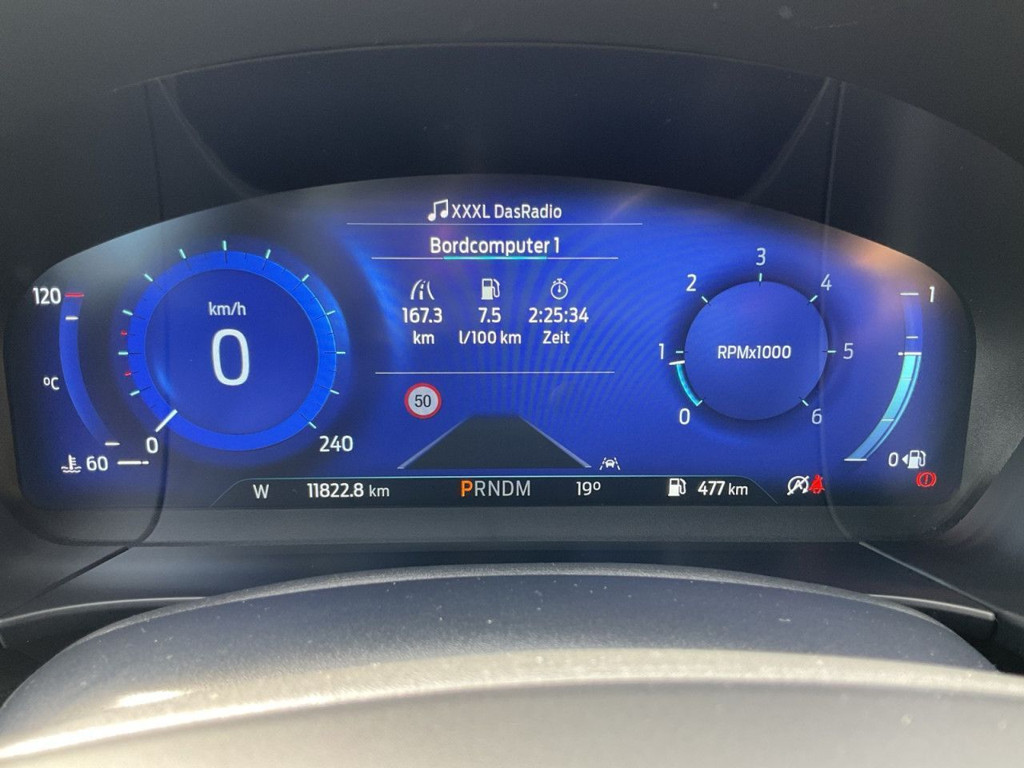 XXXL DasRadio
Bordcomputer 1
167.3 7.5 2:25:34
km l/100 km Zeit
50
120
ºC
60
km/h
0
0
240
3
2 4
1 RPMx1000 5
0 6
1
0
W 11822.8 km PRNDM 19º 477 km